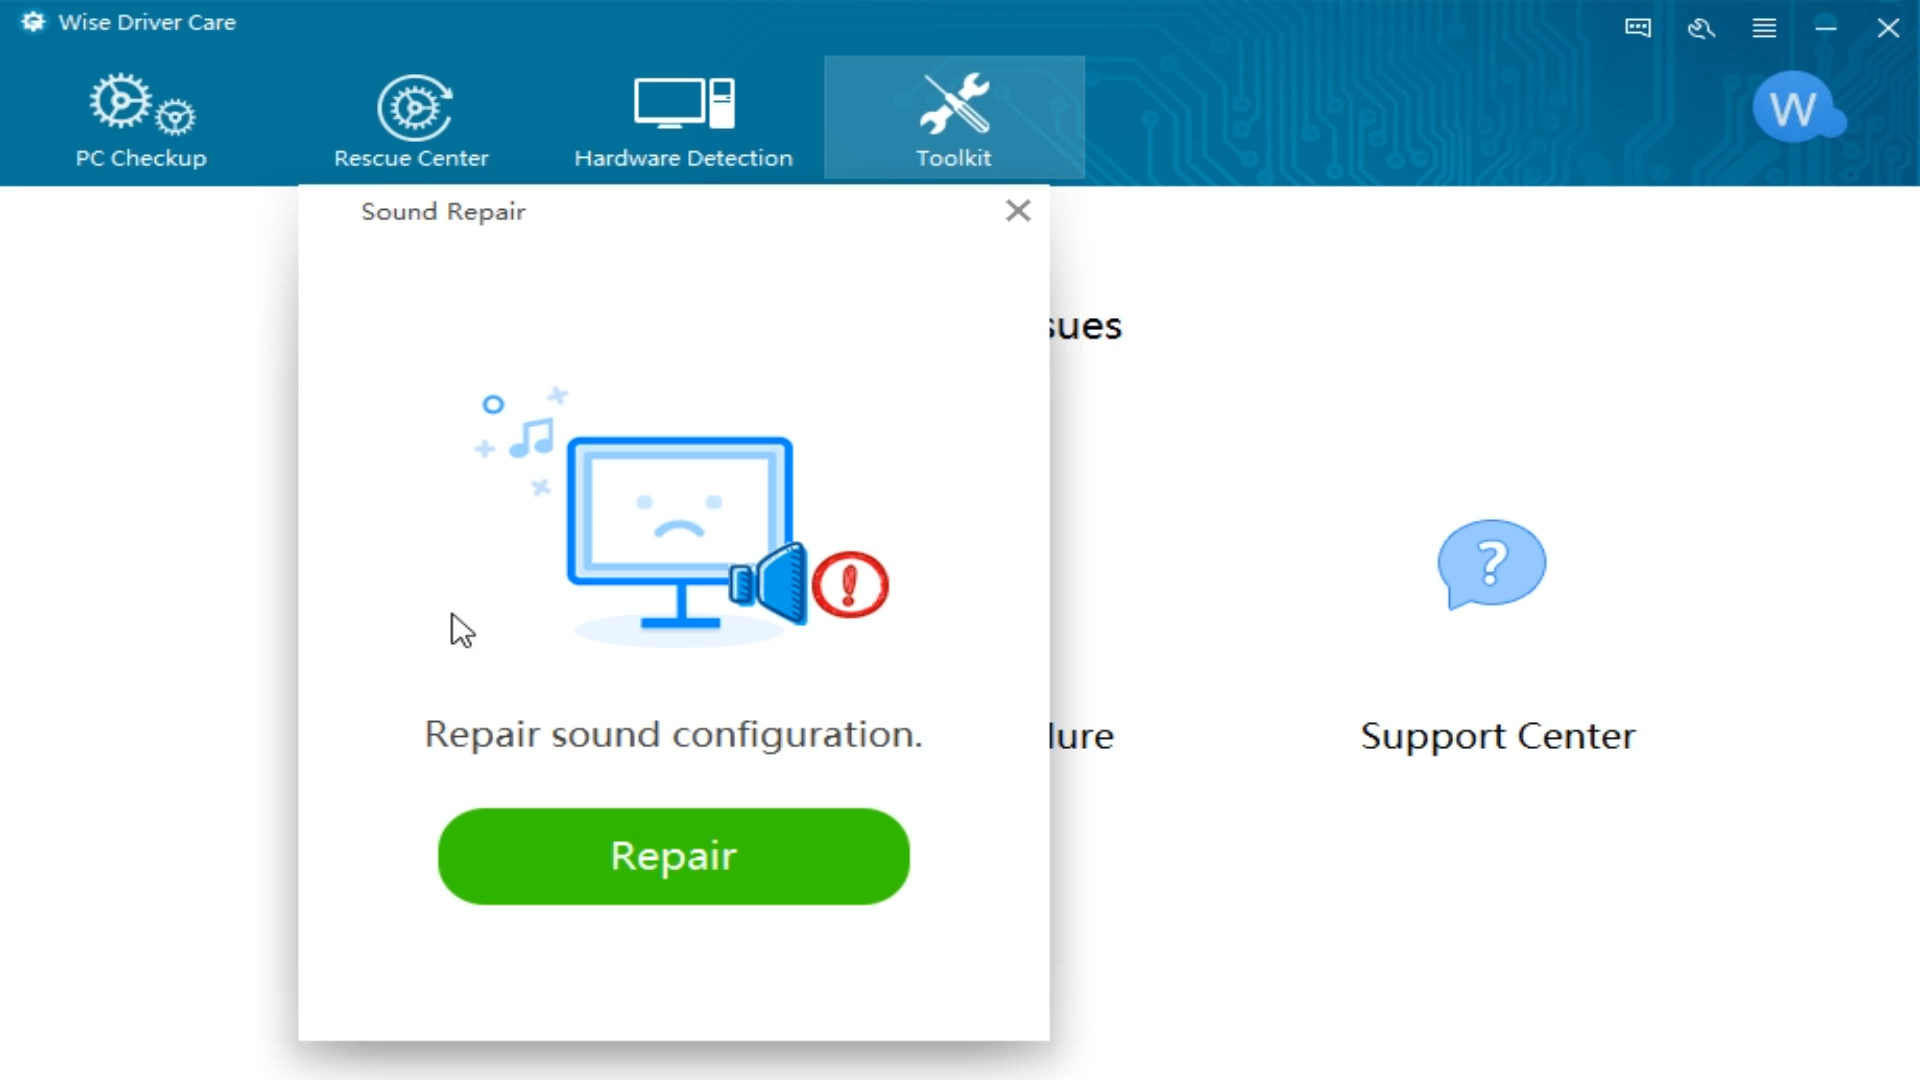 Wise Driver Care
PC Checkup
Rescue Center
Hardware Detection
Toolkit
W
Sound Repair
sues
?
!
Repair sound configuration.
lure
Support Center
Repair